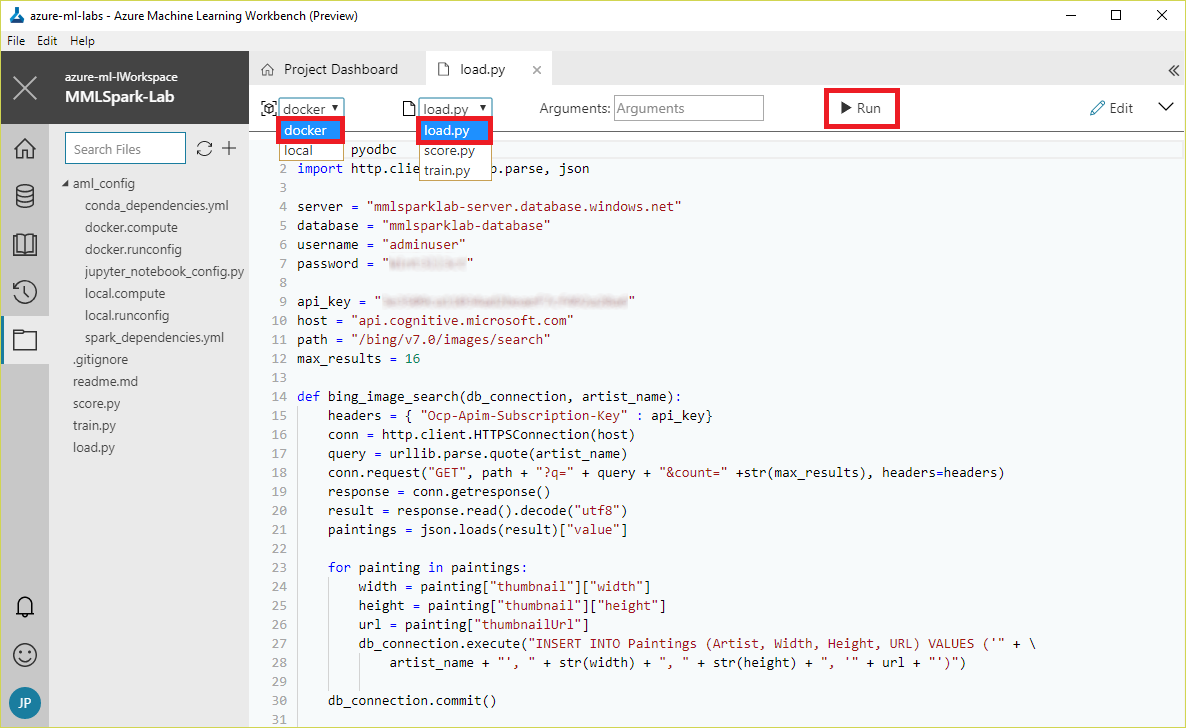 azure-ml-labs - Azure Machine Learning Workbench (Preview)
File Edit Help
azure-ml-lWorkspace
MMLSpark-Lab
Project Dashboard
load.py
docker
load.py
Arguments: Arguments
Run
Edit
docker
local
load.py
score.py
train.py
Search Files
aml_config
conda_dependencies.yml
docker.compute
docker.runconfig
jupyter_notebook_config.py
local.compute
local.runconfig
spark_dependencies.yml
.gitignore
readme.md
score.py
train.py
load.py
JP
pyodbc
2 import http.clie p.parse, json
3
4 server = "mmlsparklab-server.database.windows.net"
5 database = "mmlsparklab-database"
6 username = "adminuser"
7 password = " "
8
9 api_key = " "
10 host = "api.cognitive.microsoft.com"
11 path = "/bing/v7.0/images/search"
12 max_results = 16
13
14 def bing_image_search(db_connection, artist_name):
15 headers = { "Ocp-Apim-Subscription-Key" : api_key}
16 conn = http.client.HTTPSConnection(host)
17 query = urllib.parse.quote(artist_name)
18 conn.request("GET", path + "?q=" + query + "&count=" +str(max_results), headers=headers)
19 response = conn.getresponse()
20 result = response.read().decode("utf8")
21 paintings = json.loads(result)["value"]
22
23 for painting in paintings:
24 width = painting["thumbnail"]["width"]
25 height = painting["thumbnail"]["height"]
26 url = painting["thumbnailUrl"]
27 db_connection.execute("INSERT INTO Paintings (Artist, Width, Height, URL) VALUES ('" + \
28 artist_name + "', " + str(width) + ", " + str(height) + ", '" + url + "')")
29
30 db_connection.commit()
31